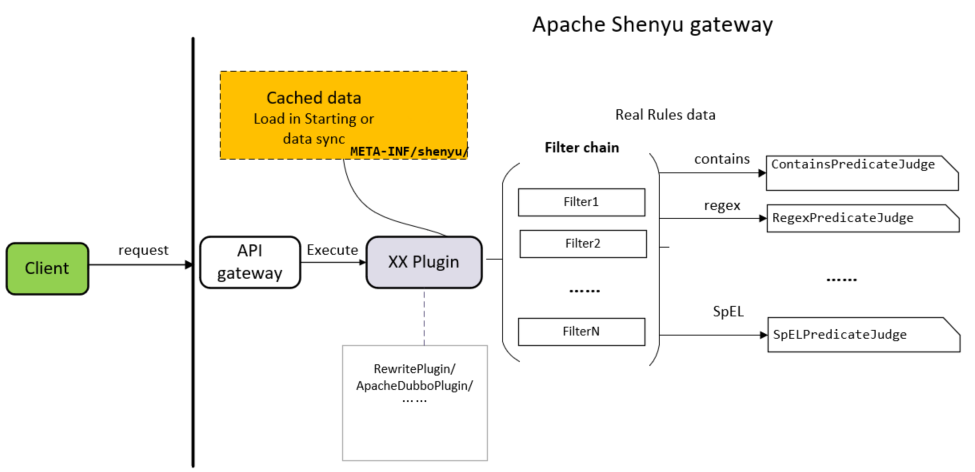 Apache Shenyu gateway
Cached data
Load in Starting or
data sync
META-INF/shenyu/
Real Rules data
Filter chain
contains
ContainsPredicateJudge
Filter1
regex
RegexPredicateJudge
Filter2
request
Client
API
gateway
Execute
XX Plugin
......
......
SpEL
FilterN
SpELPredicateJudge
RewritePlugin/
ApacheDubboPlugin/
......